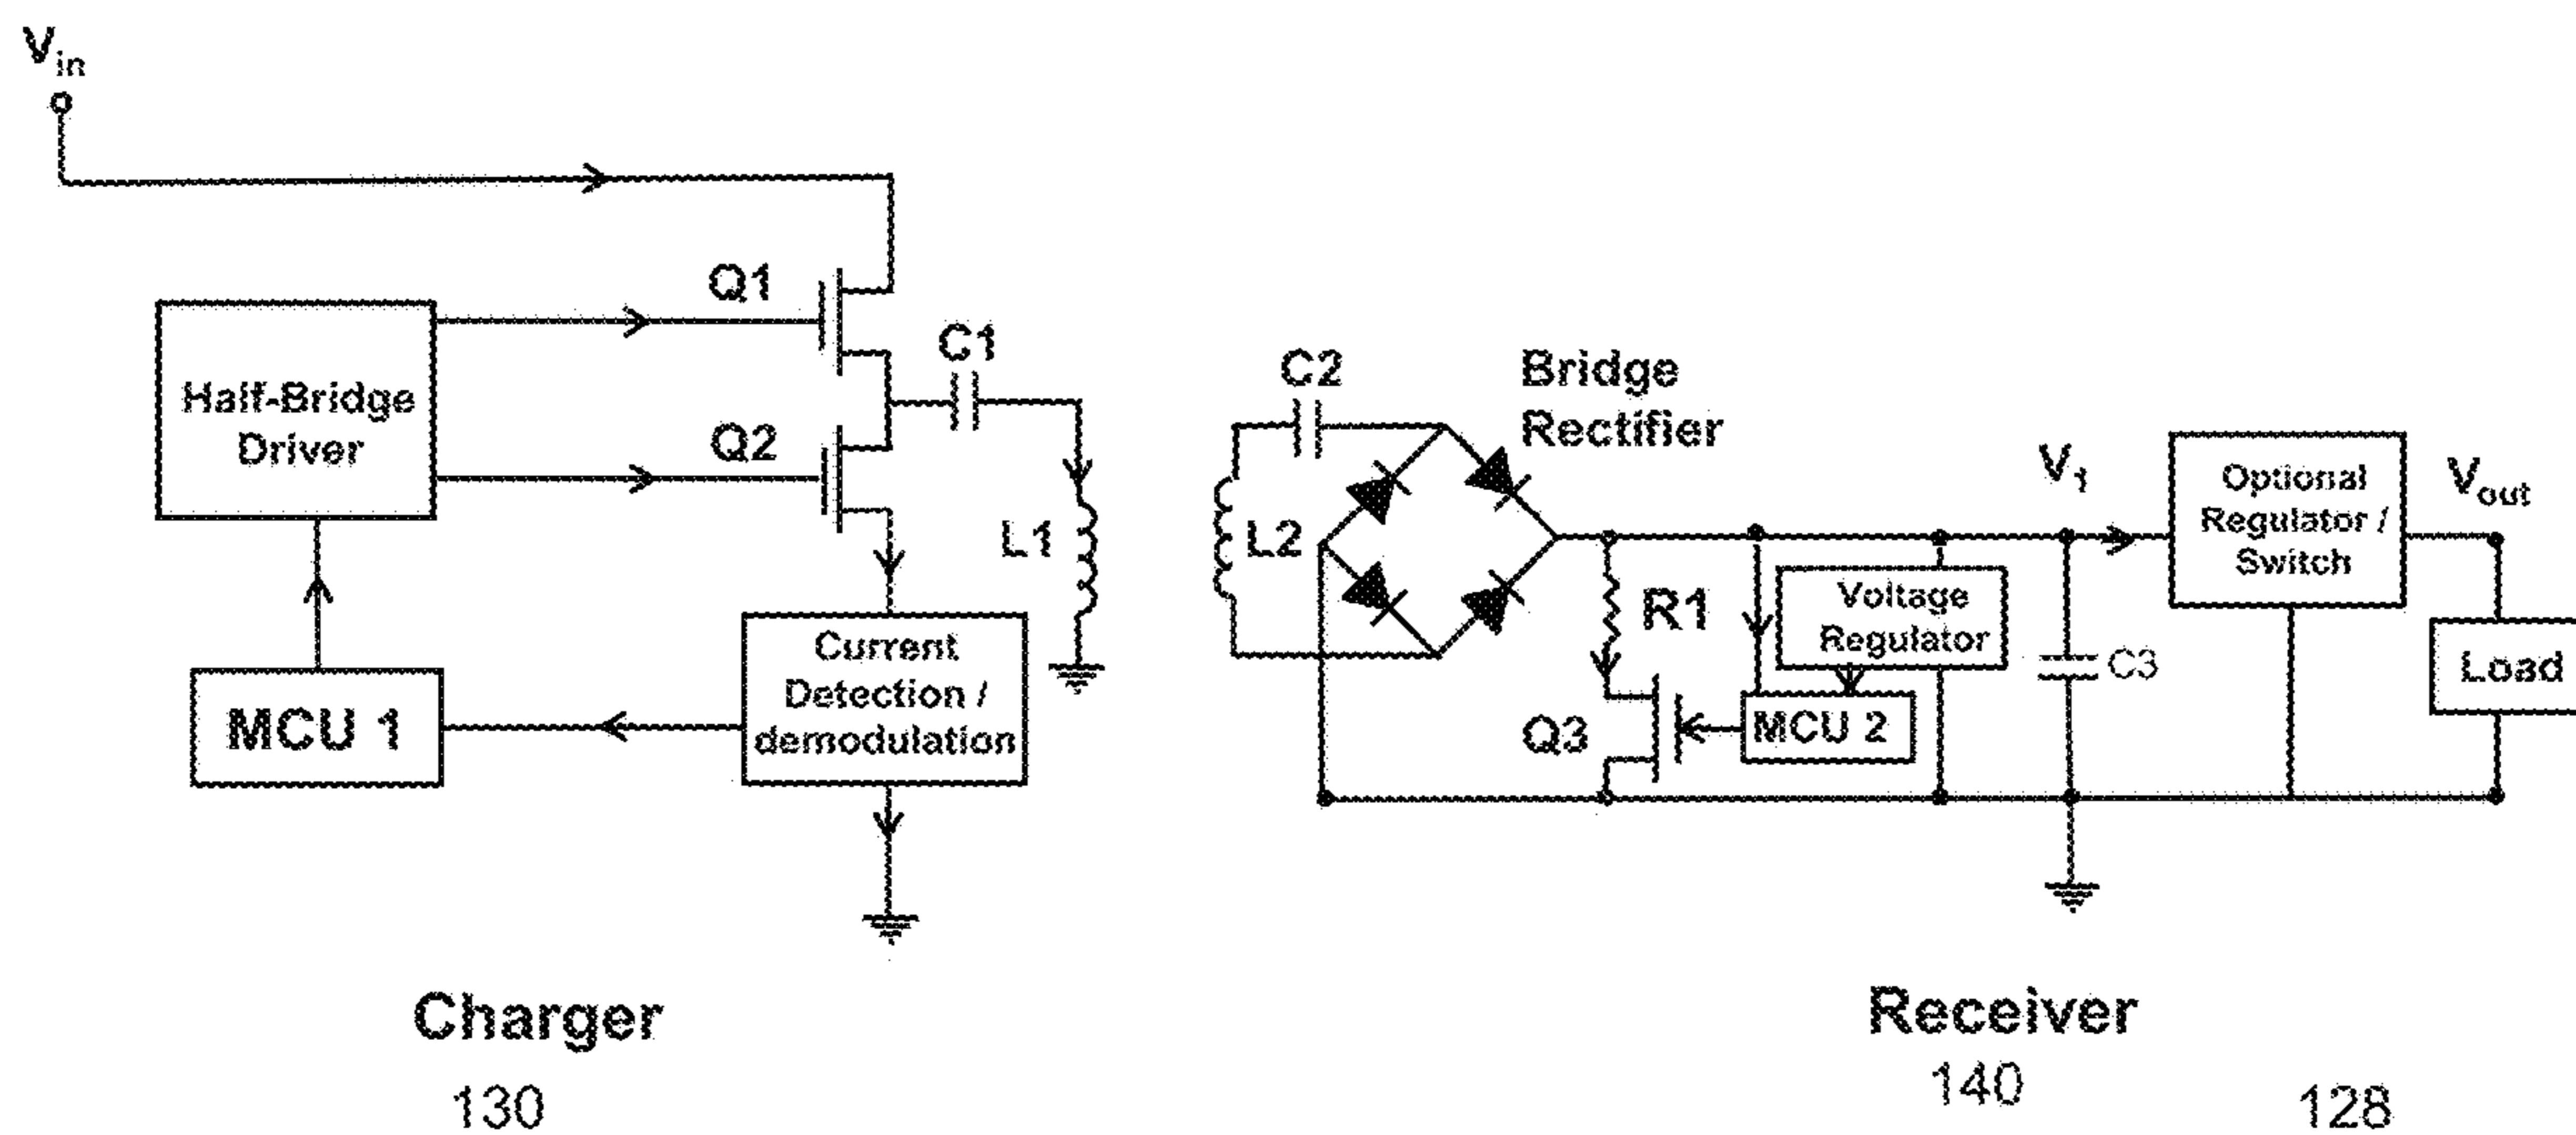 Vin
Q1
C1
Half-Bridge
Driver
Q2
L1
Current
Detection /
demodulation
MCU 1
Charger
130
C2
Bridge
Rectifier
L2
R1
Voltage
Regulator
Q3
MCU 2
V1
C3
Optional
Regulator /
Switch
Vout
Load
Receiver
140
128